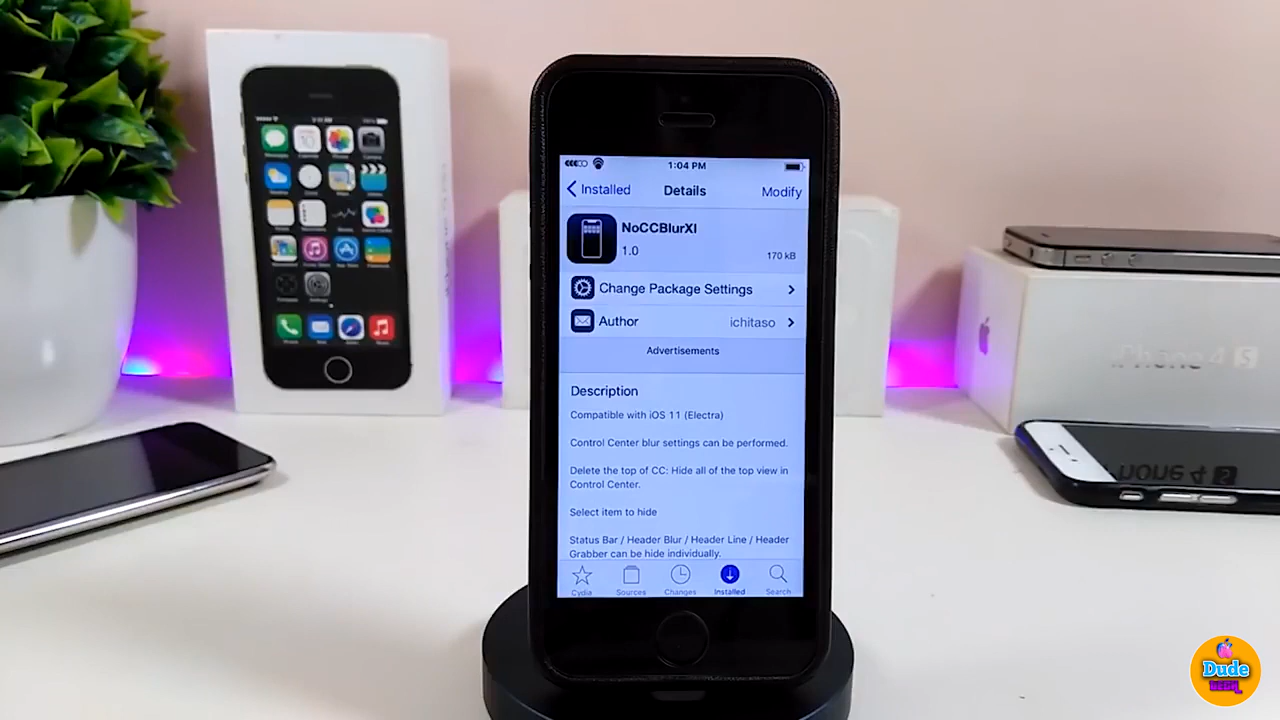 1:04 PM
Installed
Details
Modify
NoCCBlurXI
1.0
170 kB
Change Package Settings
Author
ichitaso
Advertisements
Description
Compatible with iOS 11 (Electra)
Control Center blur settings can be performed.
Delete the top of CC: Hide all of the top view in
Control Center.
Select item to hide
Status Bar / Header Blur / Header Line / Header
Grabber can be hide individually.
Cydia
Sources
Changes
Installed
Search
iPhone 4 S
Dude